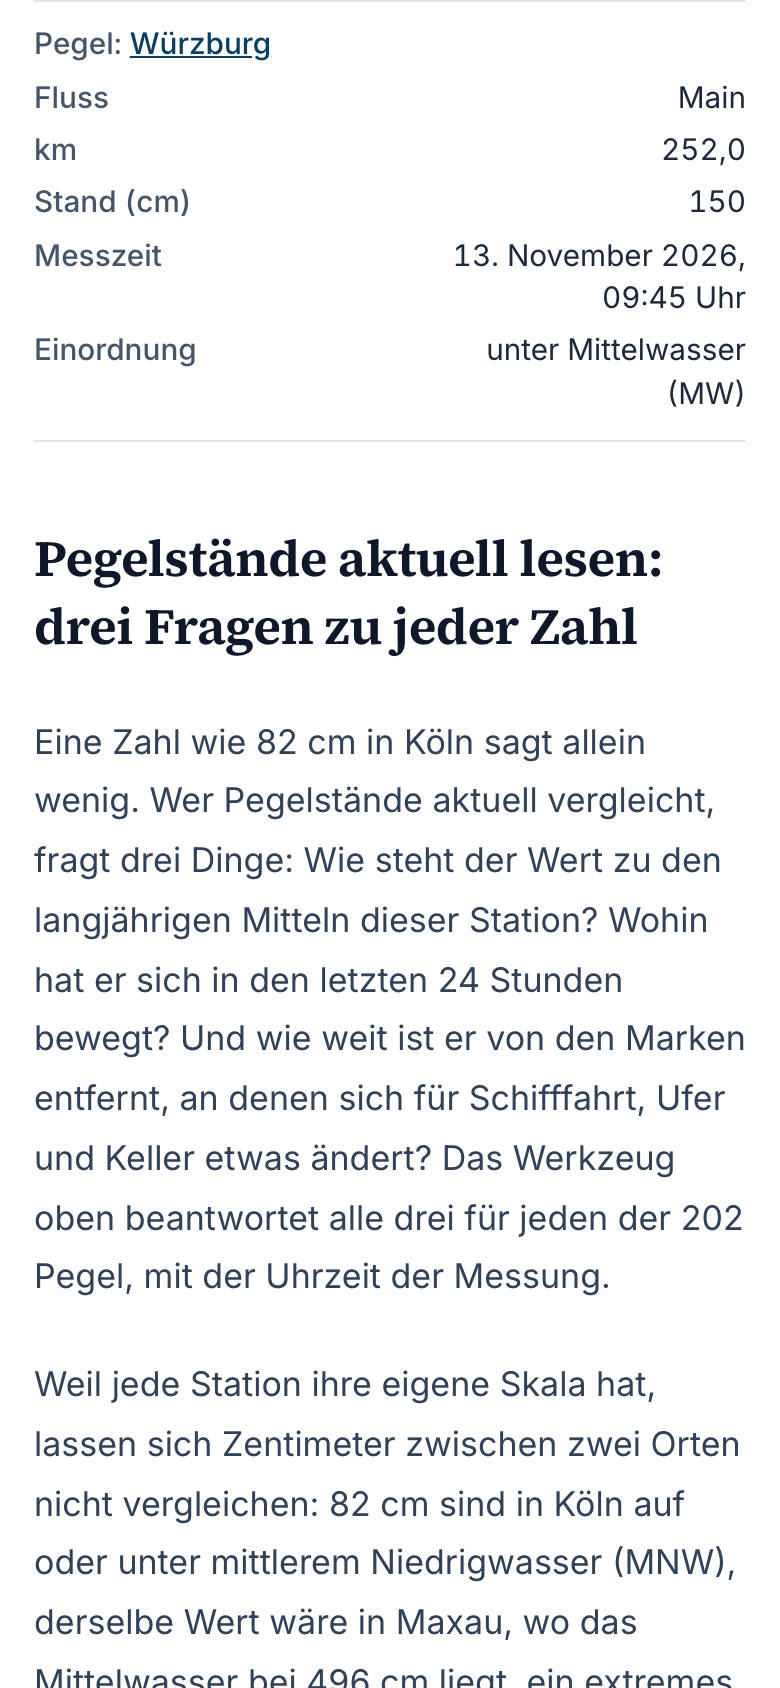 Pegel: Würzburg
Fluss Main
km 252,0
Stand (cm) 150
Messzeit 13. November 2026,
09:45 Uhr
Einordnung unter Mittelwasser
(MW)
Pegelstände aktuell lesen:
drei Fragen zu jeder Zahl
Eine Zahl wie 82 cm in Köln sagt allein
wenig. Wer Pegelstände aktuell vergleicht,
fragt drei Dinge: Wie steht der Wert zu den
langjährigen Mitteln dieser Station? Wohin
hat er sich in den letzten 24 Stunden
bewegt? Und wie weit ist er von den Marken
entfernt, an denen sich für Schifffahrt, Ufer
und Keller etwas ändert? Das Werkzeug
oben beantwortet alle drei für jeden der 202
Pegel, mit der Uhrzeit der Messung.
Weil jede Station ihre eigene Skala hat,
lassen sich Zentimeter zwischen zwei Orten
nicht vergleichen: 82 cm sind in Köln auf
oder unter mittlerem Niedrigwasser (MNW),
derselbe Wert wäre in Maxau, wo das
Mittelwasser bei 496 cm liegt, ein extremes